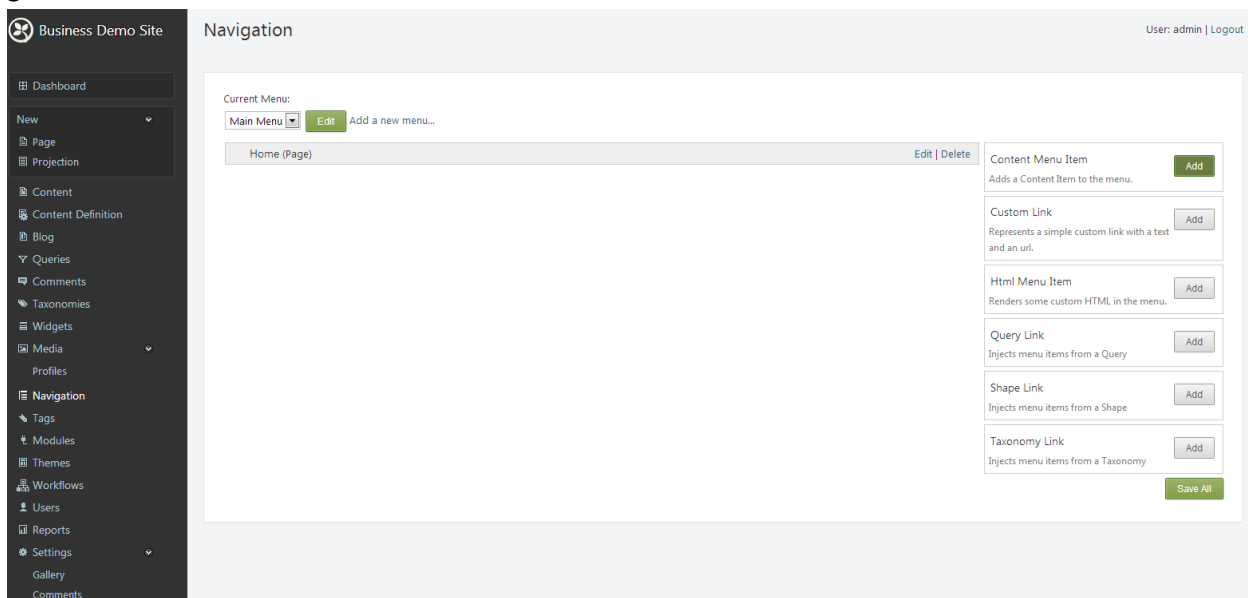 Business Demo Site
Navigation
User: admin | Logout
Dashboard
New
Page
Projection
Content
Content Definition
Blog
Queries
Comments
Taxonomies
Widgets
Media
Profiles
Navigation
Tags
Modules
Themes
Workflows
Users
Reports
Settings
Gallery
Comments
Current Menu:
Main Menu Edit Add a new menu...
Home (Page) Edit | Delete
Content Menu Item
Add
Adds a Content Item to the menu.
Custom Link
Add
Represents a simple custom link with a text
and an url.
Html Menu Item
Add
Renders some custom HTML in the menu.
Query Link
Add
Injects menu items from a Query
Shape Link
Add
Injects menu items from a Shape
Taxonomy Link
Add
Injects menu items from a Taxonomy
Save All